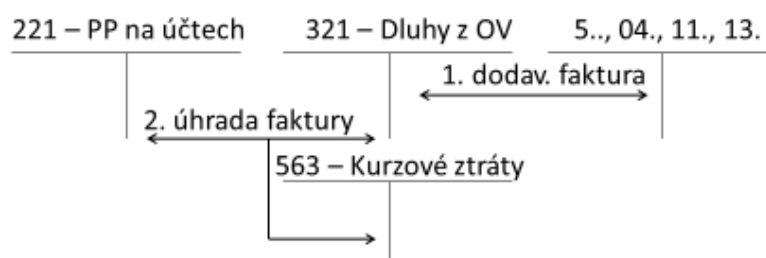 221 – PP na účtech 321 – Dluhy z OV 5.., 04., 11., 13.
1. dodav. faktura
2. úhrada faktury
563 – Kurzové ztráty